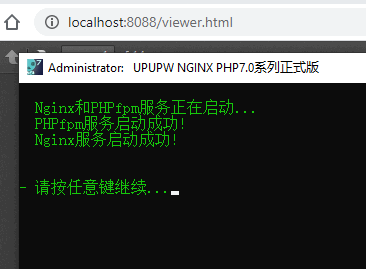 localhost:8088/viewer.html
Administrator: UPUPW NGINX PHP7.0系列正式版
Nginx和PHPfpm服务正在启动...
PHPfpm服务启动成功!
Nginx服务启动成功!
- 请按任意键继续...